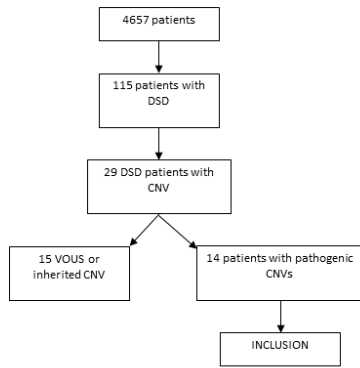 4657 patients
115 patients with
DSD
29 DSD patients with
CNV
15 VOUS or
inherited CNV
14 patients with pathogenic
CNVs
INCLUSION